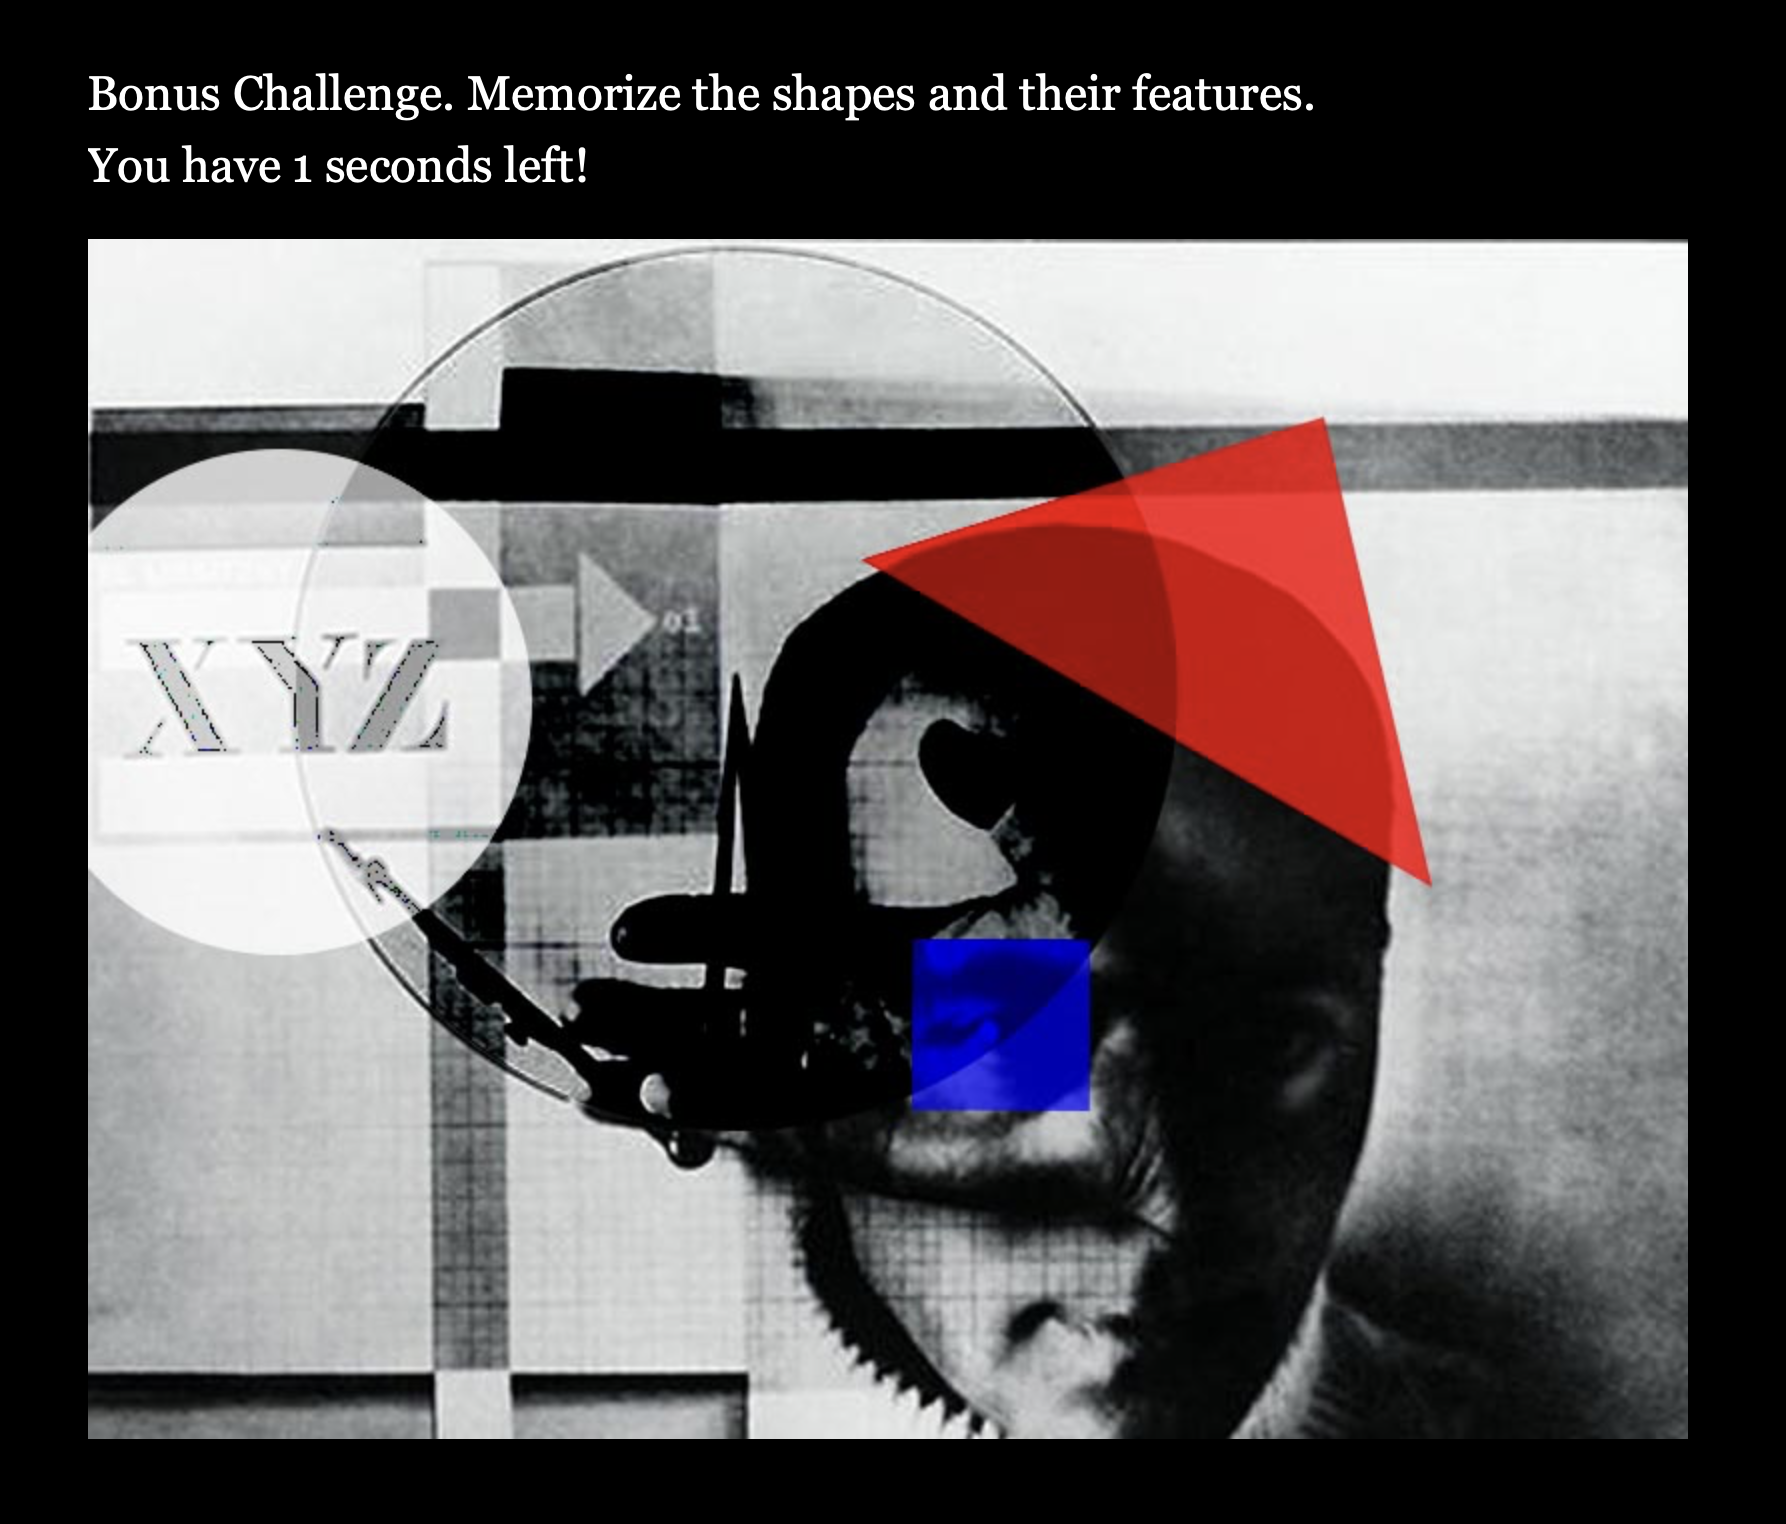 Bonus Challenge. Memorize the shapes and their features.
You have 1 seconds left!
XYZ